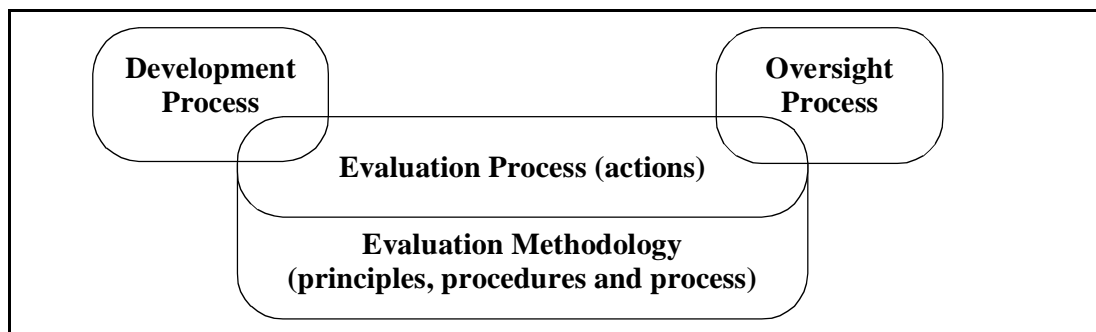 Development
Process
Oversight
Process
Evaluation Process (actions)
Evaluation Methodology
(principles, procedures and process)